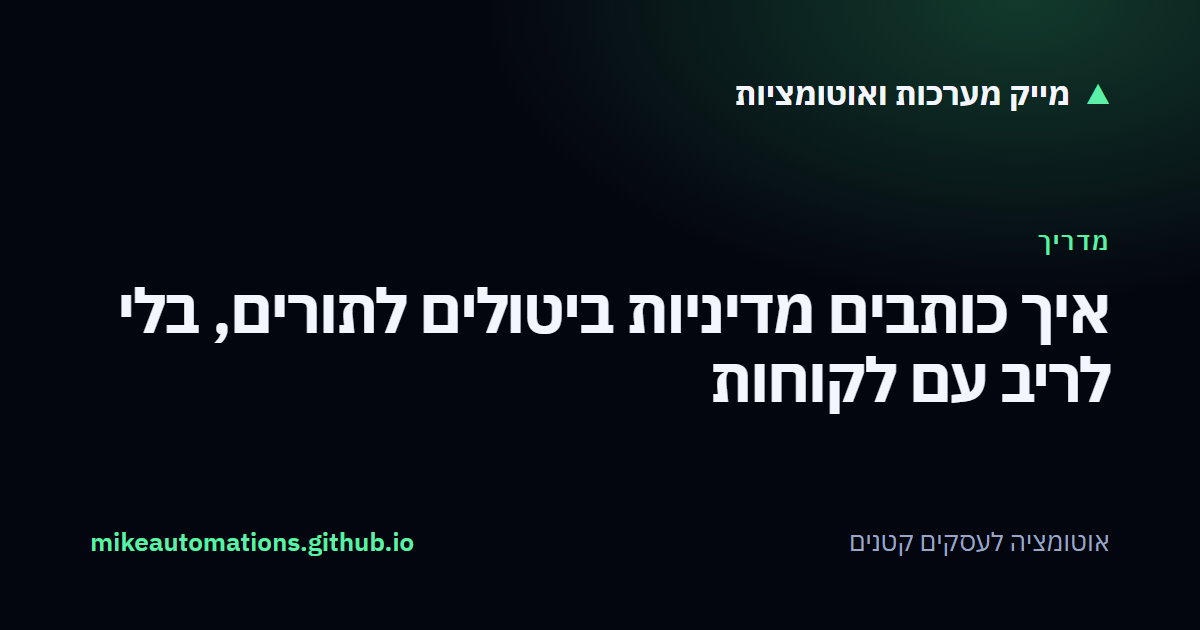 ▲ מייק מערכות ואוטומציות
מדריך
איך כותבים מדיניות ביטולים לתורים, בלי
לריב עם לקוחות
אוטומציה לעסקים קטנים
mikeautomations.github.io